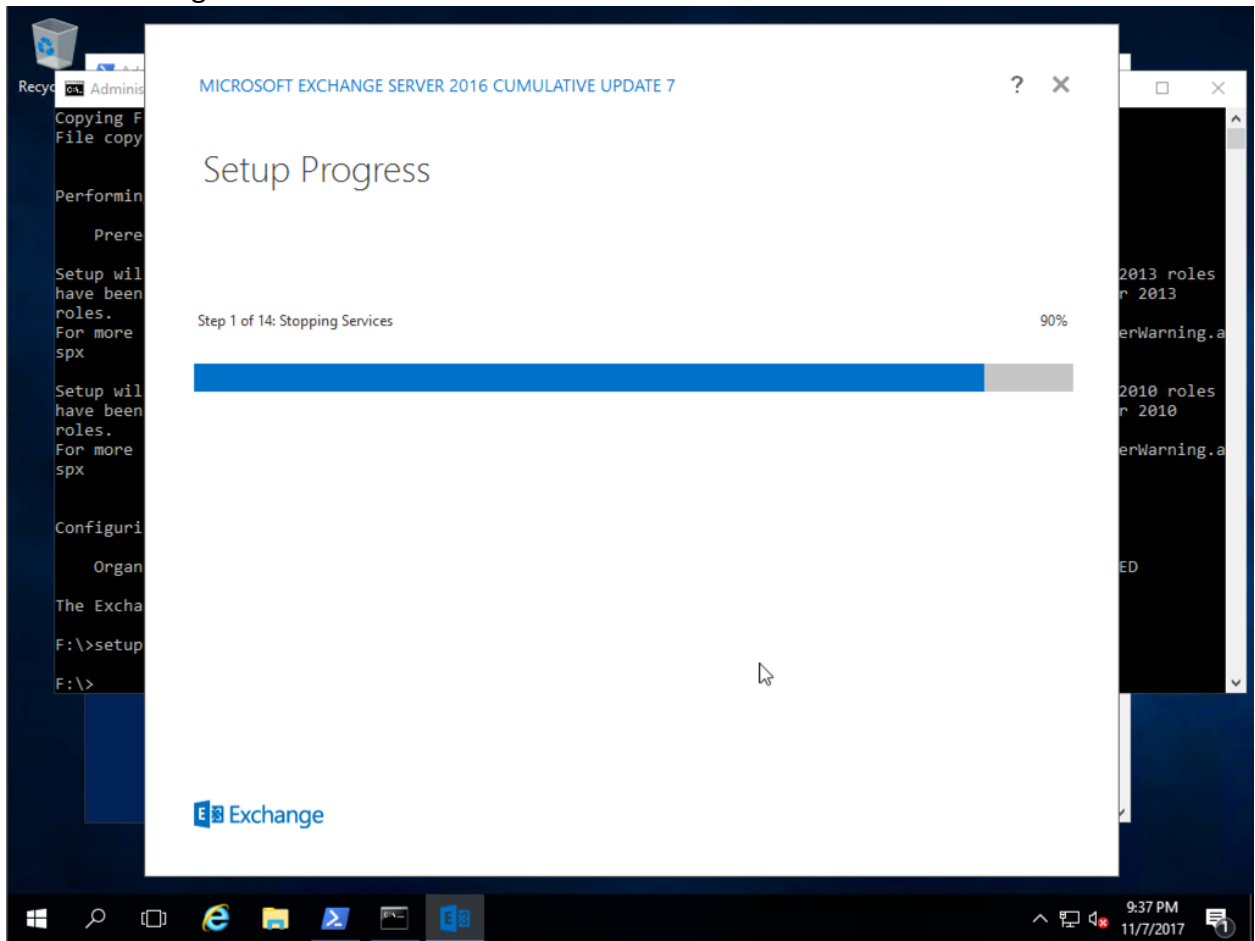 Recyc
Adminis
Copying F
File copy
Performin
Prere
Setup wil
have been
roles.
For more
spx
Setup wil
have been
roles.
For more
spx
Configuri
Organ
The Excha
F:\>setup
F:\>
MICROSOFT EXCHANGE SERVER 2016 CUMULATIVE UPDATE 7
?
Setup Progress
Step 1 of 14: Stopping Services 90%
E Exchange
2013 roles
r 2013
erWarning.a
2010 roles
r 2010
erWarning.a
ED
9:37 PM
11/7/2017
1